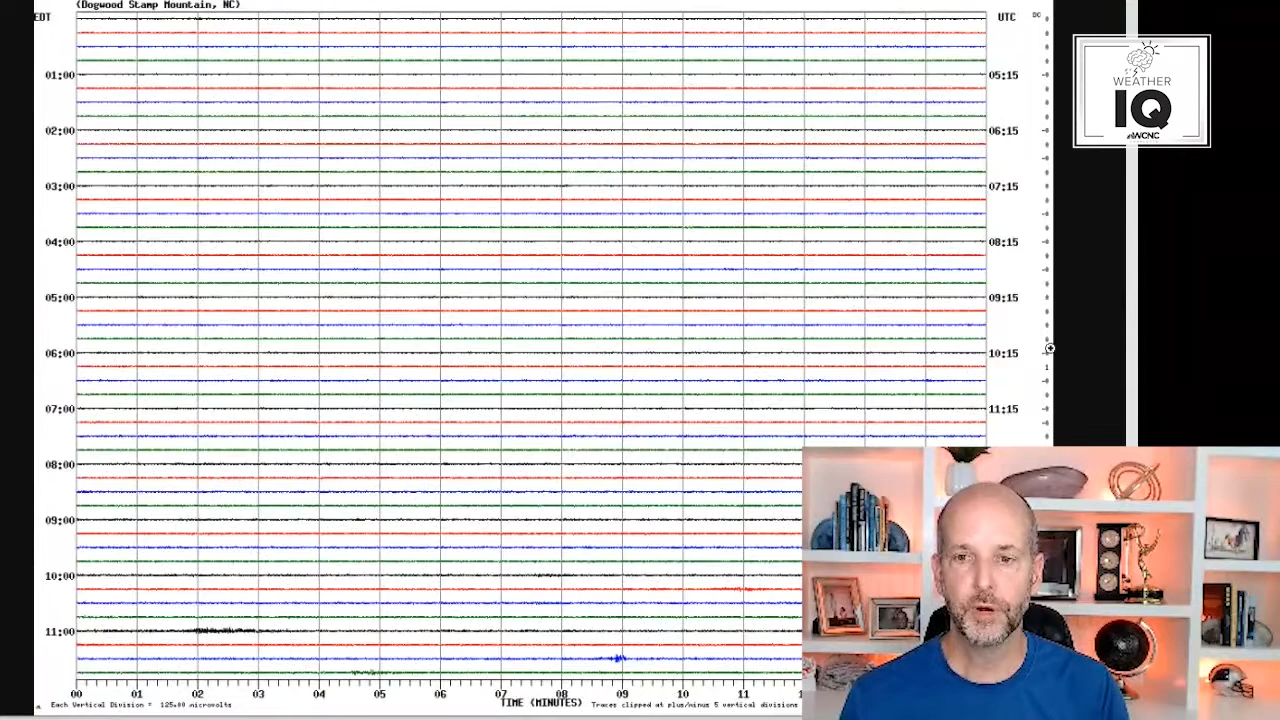 (Dogwood Stamp Mountain, NC)
EDT
UTC
DC
01:00
05:15
02:00
06:15
03:00
07:15
04:00
08:15
05:00
09:15
06:00
10:15
07:00
11:15
08:00
09:00
10:00
11:00
00 01 02 03 04 05 06 07 08 09 10 11
TIME (MINUTES)
Each Vertical Division = 125.00 microvolts
Traces clipped at plus/minus 5 vertical divisions
WEATHER
IQ
WCNC